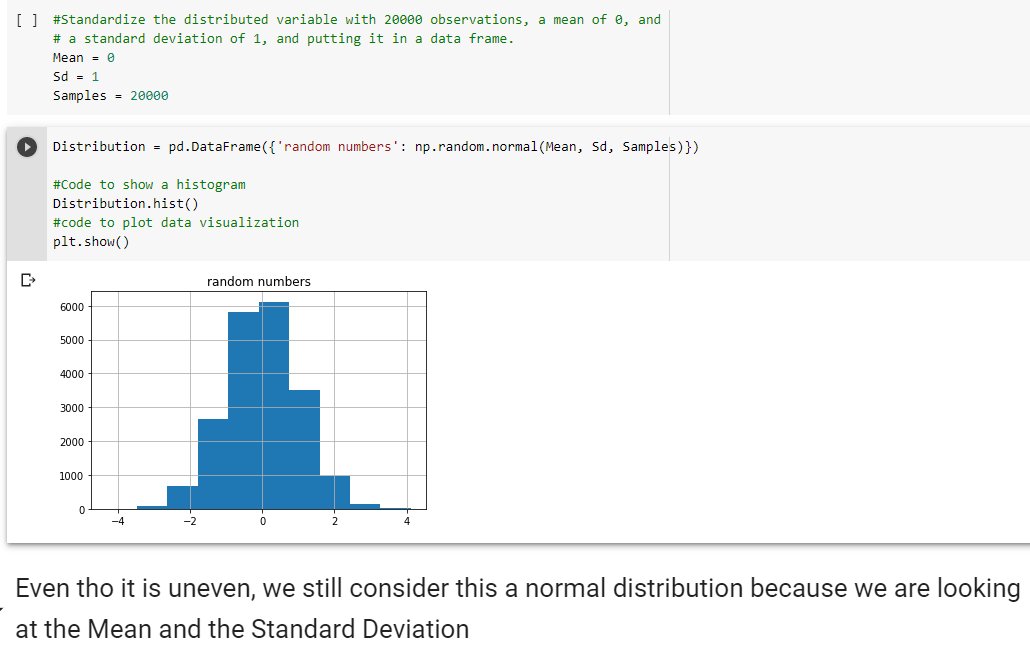 [ ] #Standardize the distributed variable with 20000 observations, a mean of 0, and
# a standard deviation of 1, and putting it in a data frame.
Mean = 0
Sd = 1
Samples = 20000
Distribution = pd.DataFrame({'random numbers': np.random.normal(Mean, Sd, Samples)})
#Code to show a histogram
Distribution.hist()
#code to plot data visualization
plt.show()
random numbers
6000
5000
4000
3000
2000
1000
0
−4 −2 0 2 4
Even tho it is uneven, we still consider this a normal distribution because we are looking
at the Mean and the Standard Deviation